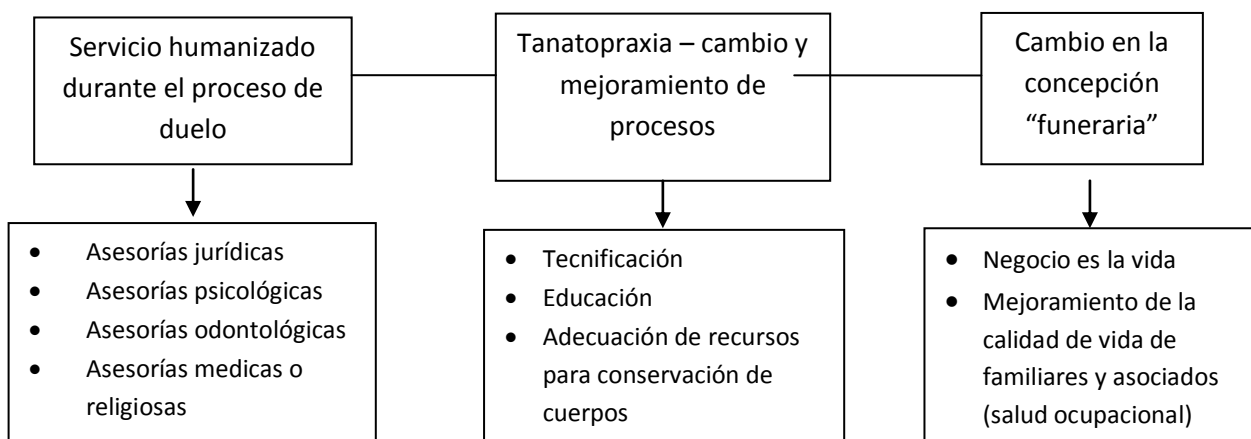 Servicio humanizado
durante el proceso de
duelo
Tanatopraxia – cambio y
mejoramiento de
procesos
Cambio en la
concepción
“funeraria”
• Asesorías jurídicas
• Asesorías psicológicas
• Asesorías odontológicas
• Asesorías medicas o
religiosas
• Tecnificación
• Educación
• Adecuación de recursos
para conservación de
cuerpos
• Negocio es la vida
• Mejoramiento de la
calidad de vida de
familiares y asociados
(salud ocupacional)